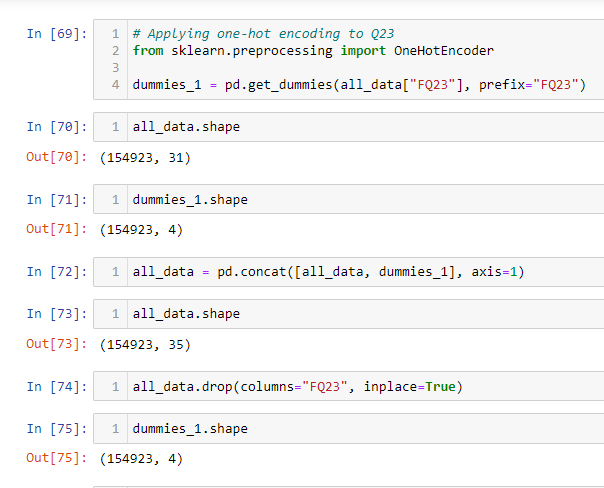 In [69]: 1 # Applying one-hot encoding to Q23
2 from sklearn.preprocessing import OneHotEncoder
3
4 dummies_1 = pd.get_dummies(all_data["FQ23"], prefix="FQ23")
In [70]: 1 all_data.shape
Out[70]: (154923, 31)
In [71]: 1 dummies_1.shape
Out[71]: (154923, 4)
In [72]: 1 all_data = pd.concat([all_data, dummies_1], axis=1)
In [73]: 1 all_data.shape
Out[73]: (154923, 35)
In [74]: 1 all_data.drop(columns="FQ23", inplace=True)
In [75]: 1 dummies_1.shape
Out[75]: (154923, 4)